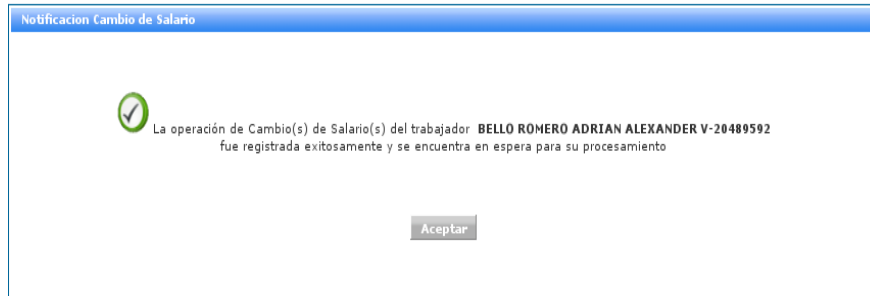 Notificacion Cambio de Salario
La operación de Cambio(s) de Salario(s) del trabajador BELLO ROMERO ADRIAN ALEXANDER V-20489592
fue registrada exitosamente y se encuentra en espera para su procesamiento
Aceptar